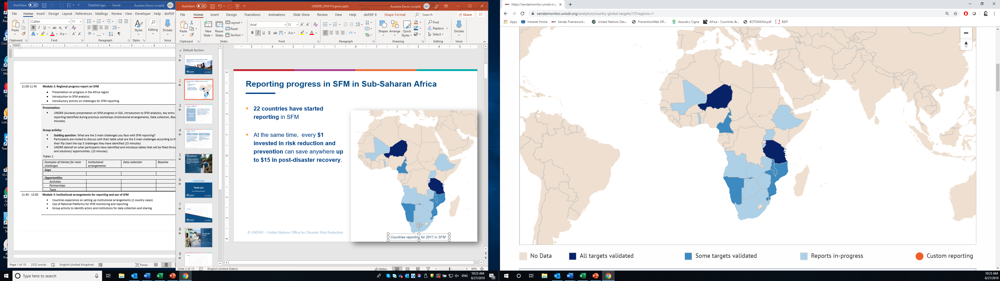 AutoSave Off
Detailed age... - Saved
Auriane Denis-Loupot AD
File Home Insert Design Layout References Mailings Review View Developer Help doPDF
Calibri 11
Paste
Styles
Editing
Dictate
Clipboard Font Paragraph Styles Voice
11:00-11:45 Module 2: Regional progress report on SFM
• Presentation on progress in the Africa region
• Introduction to SFM analytics
• Introductory activity on challenges for SFM reporting
Presentation:
UNDRR (Auriane) presentation on SFM progress in SSA, introduction to SFM analytics, key entry
reporting identified during previous workshops (Institutional arrangements, Data collection, Bas
minutes)
Group activity:
Guiding question: What are the 3 main challenges you face with SFM reporting?
Participants are invited to discuss with their table what are the 3 main challenges according to th
their flip chart the top 3 challenges they have identified (15 minutes)
UNDRR debrief on what participants have identified and introduce tables that will be filled throu
and solutions/ opportunities. (15 minutes)
Tables 1:
Examples of themes for main challenges
Institutional arrangements
Data collection
Baseline
Gaps
Opportunities
Activities
Partnerships
Tools
11:45 - 13:00 Module 3: Institutional arrangements for reporting and use of SFM
• Countries experience on setting up institutional arrangements (2 country cases)
• Use of National Platforms for SFM monitoring and reporting
• Group activity to identify actors and institutions for data collection and sharing
Page 1 of 10 2532 words English (United Kingdom) Focus
AutoSave Off
UNDRR_SFM Progress.pptx
Auriane Denis-Loupot AD
File Home Insert Design Transitions Animations Slide Show Review View Help doPDF 9 Shape Format Search Share
Paste
New Slide
Reuse Slides
Layout
Reset
Section
Arial 12
Shapes Arrange Quick Styles
Find
Replace
Select
Dictate
Clipboard Slides Font Paragraph Drawing Editing Voice
Default Section
1
2
3
4
5
6
Thank you
7
8
9
Reporting progress in SFM in Sub-Saharan Africa
22 countries have started
reporting in SFM
At the same time, every $1
invested in risk reduction and
prevention can save anywhere up
to $15 in post-disaster recovery.
© UNDRR – United Nations Office for Disaster Risk Reduction
Countries reporting for 2017 in SFM
Slide 2 of 13 English (United States) Notes 84%
https://sendaimonitor.unisdr.org
sendaimonitor.unisdr.org/analytics/country-global-targets/13?regions=1
Apps Intranet Home Sendai Framework... United Nations Des... PreventionWeb DR... Assurés | Cigna Africa - Countries &... BOTSWANA.pdf BIEP
No Data
All targets validated
Some targets validated
Reports in-progress
Custom reporting
Type here to search
ENG
10:23 AM
8/27/2019
18
10:23 AM
8/27/2019